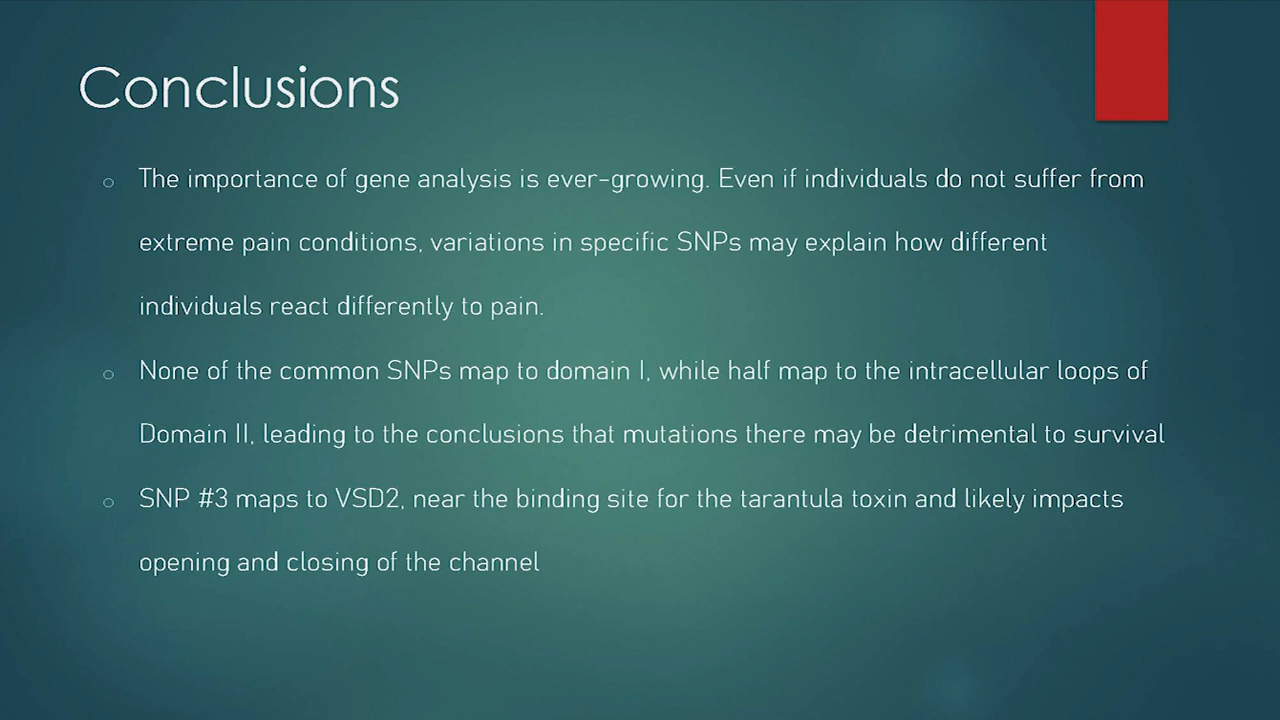 Conclusions
The importance of gene analysis is ever-growing. Even if individuals do not suffer from
extreme pain conditions, variations in specific SNPs may explain how different
individuals react differently to pain.
None of the common SNPs map to domain I, while half map to the intracellular loops of
Domain II, leading to the conclusions that mutations there may be detrimental to survival
SNP #3 maps to VSD2, near the binding site for the tarantula toxin and likely impacts
opening and closing of the channel